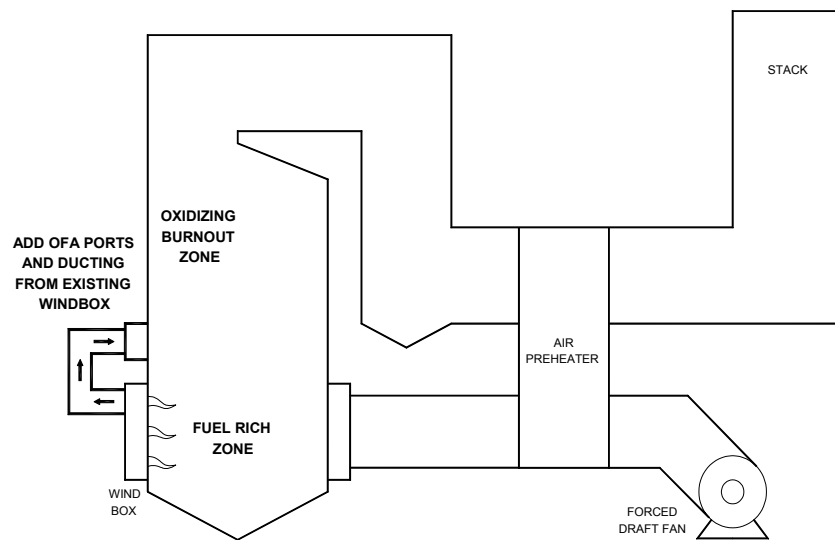 STACK
OXIDIZING
BURNOUT
ZONE
ADD OFA PORTS
AND DUCTING
FROM EXISTING
WINDBOX
AIR
PREHEATER
FUEL RICH
ZONE
WIND
BOX
FORCED
DRAFT FAN